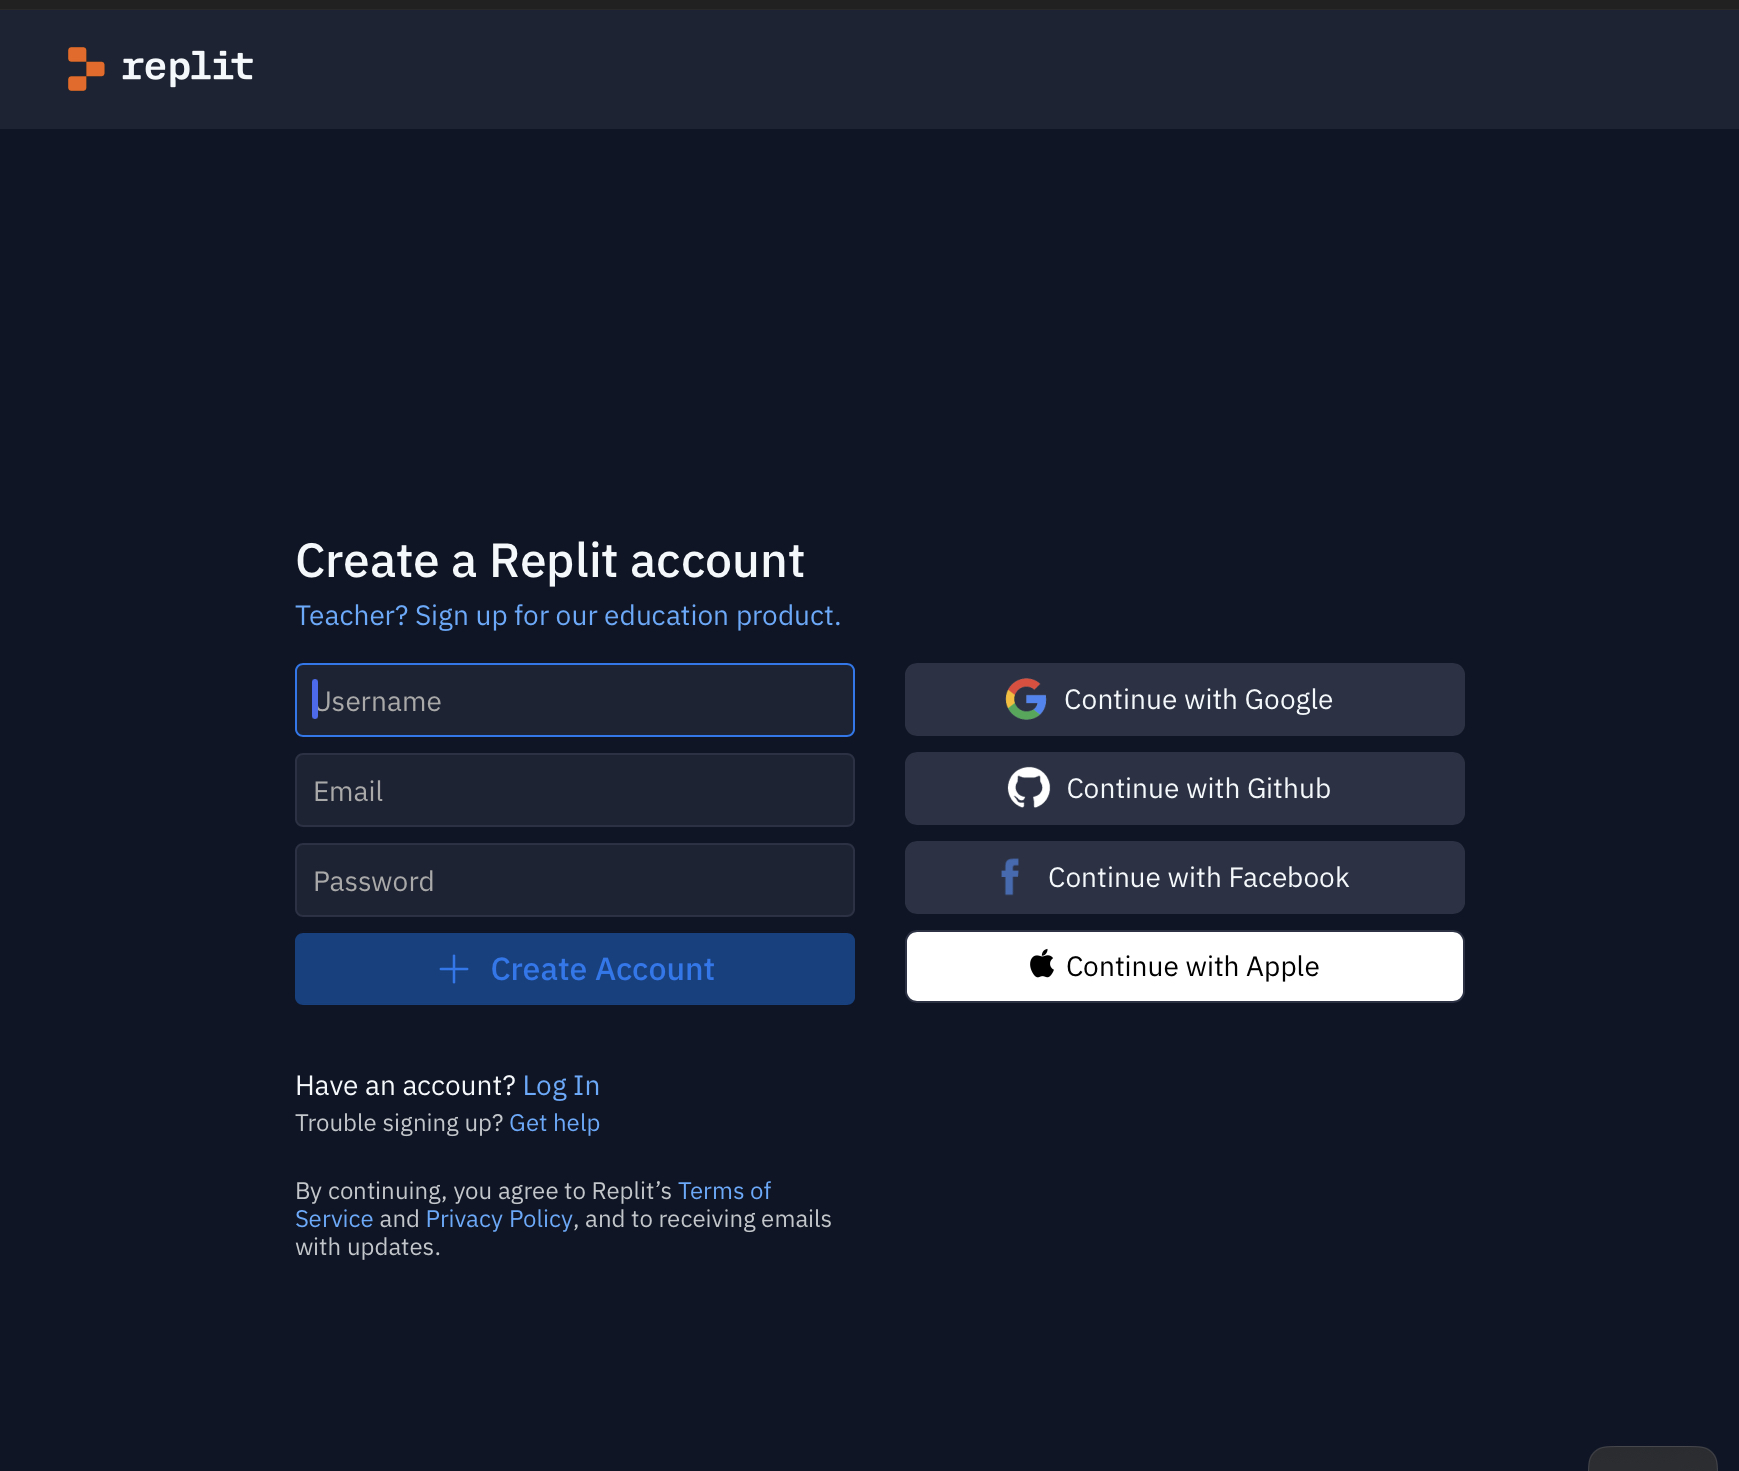 replit
Create a Replit account
Teacher? Sign up for our education product.
Username
Email
Password
Create Account
Continue with Google
Continue with Github
Continue with Facebook
Continue with Apple
Have an account? Log In
Trouble signing up? Get help
By continuing, you agree to Replit’s Terms of
Service and Privacy Policy, and to receiving emails
with updates.